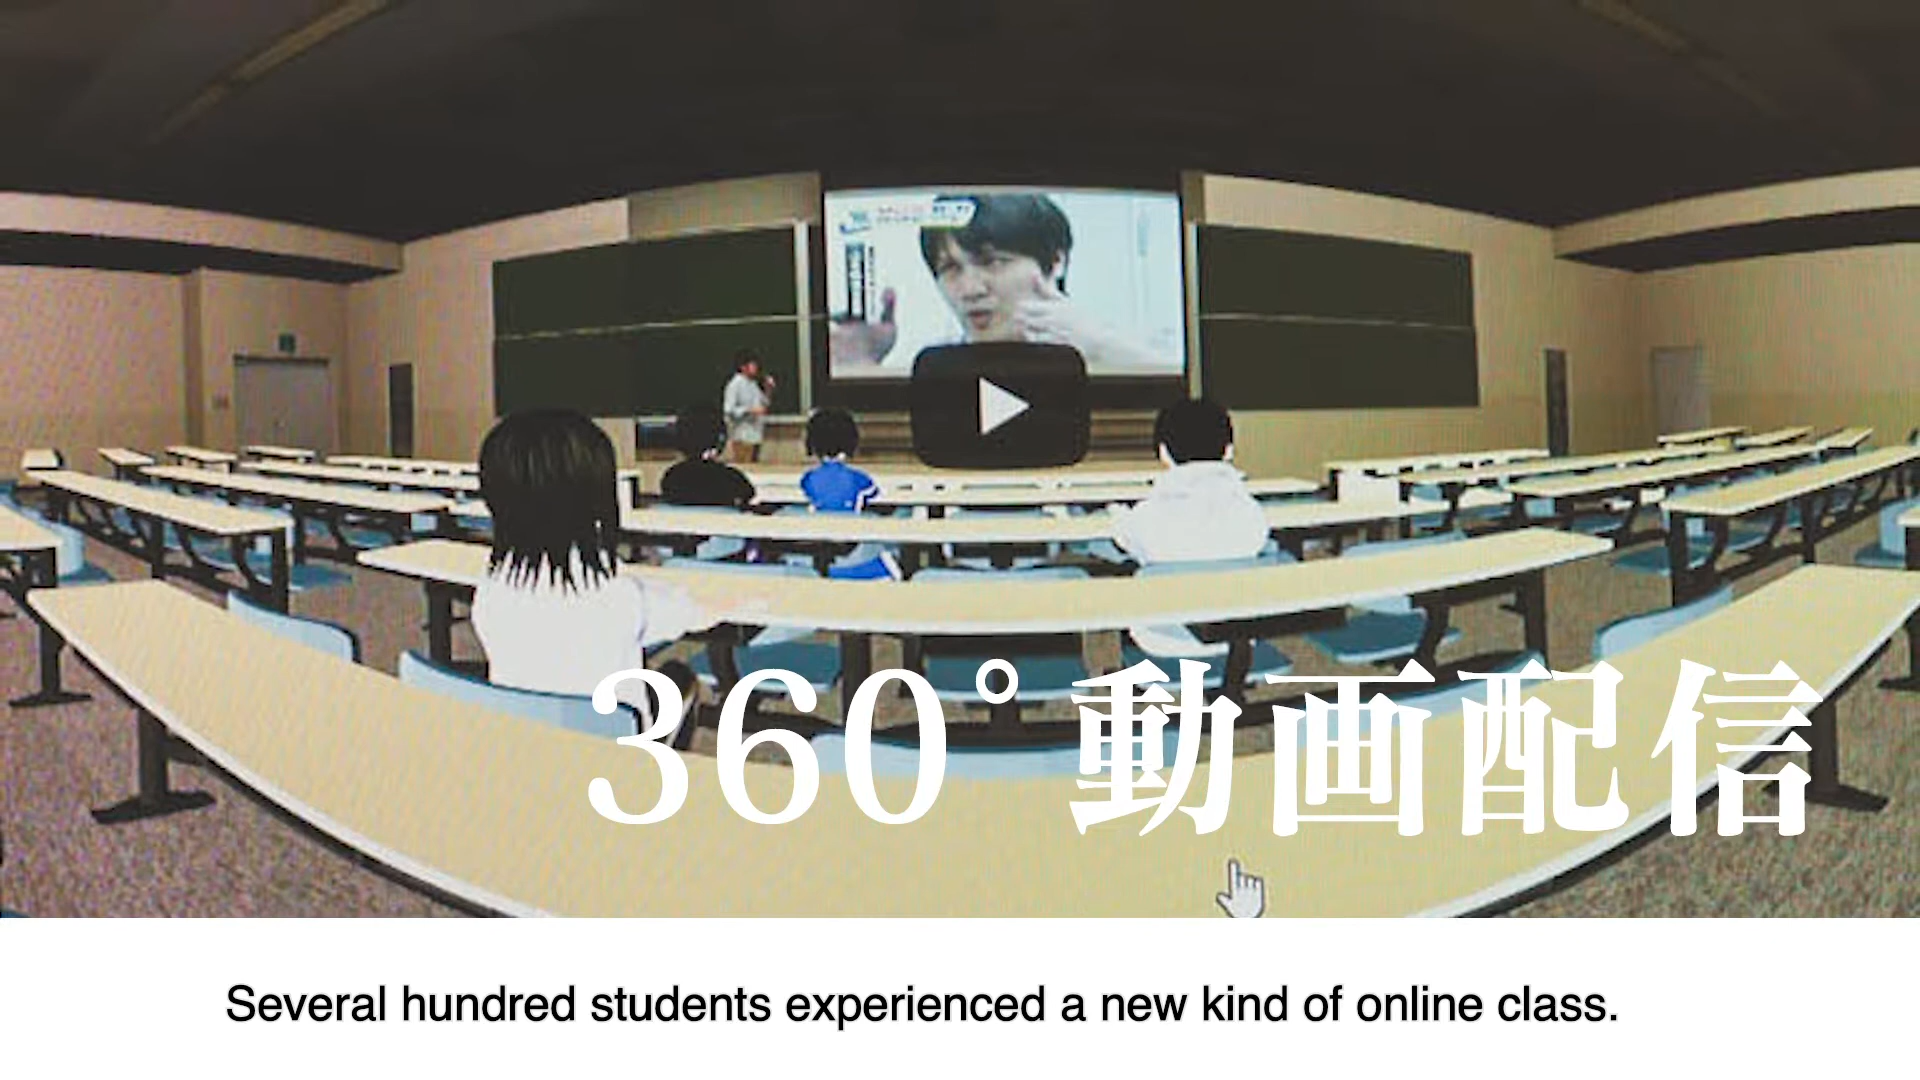 360°動画配信
Several hundred students experienced a new kind of online class.